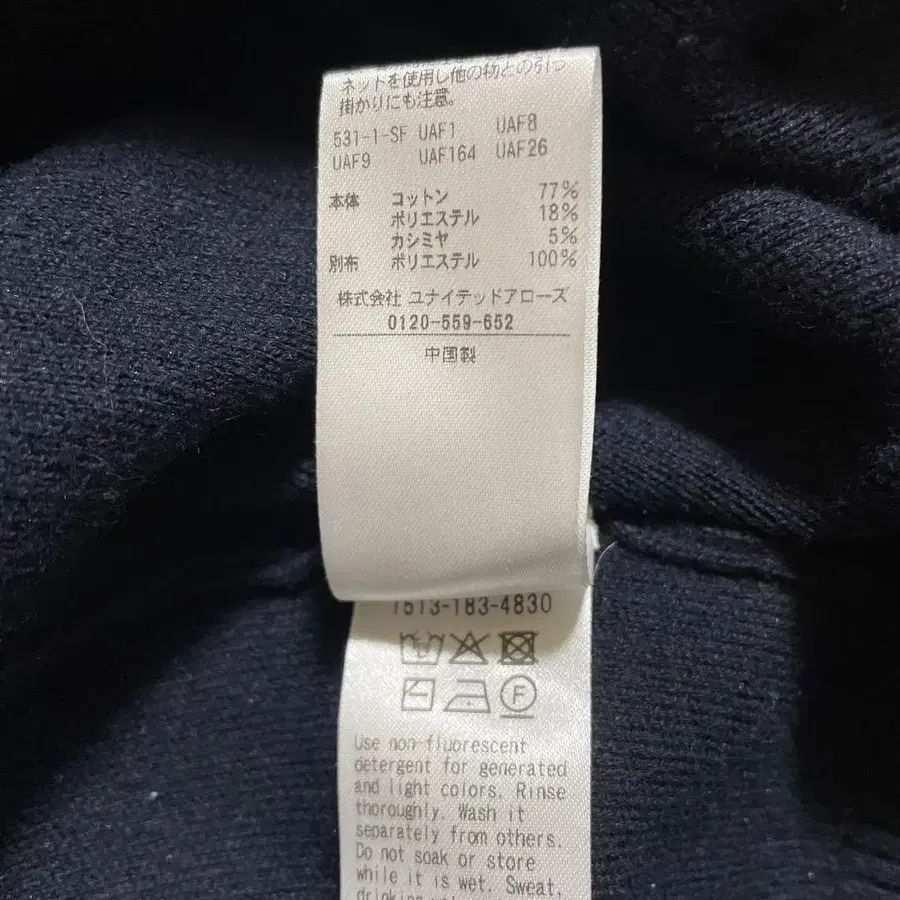 ネットを使用し他の物との引っ
掛かりにも注意。
531-1-SF UAF1 UAF8
UAF9 UAF164 UAF26
本体 コットン 77%
ポリエステル 18%
カシミヤ 5%
別布 ポリエステル 100%
株式会社 ユナイテッドアローズ
0120-559-652
中国製
1513-183-4830
F
Use non-fluorescent
detergent for generated
and light colors. Rinse
thoroughly. Wash it
separately from others.
Do not soak or store
while it is wet. Sweat,